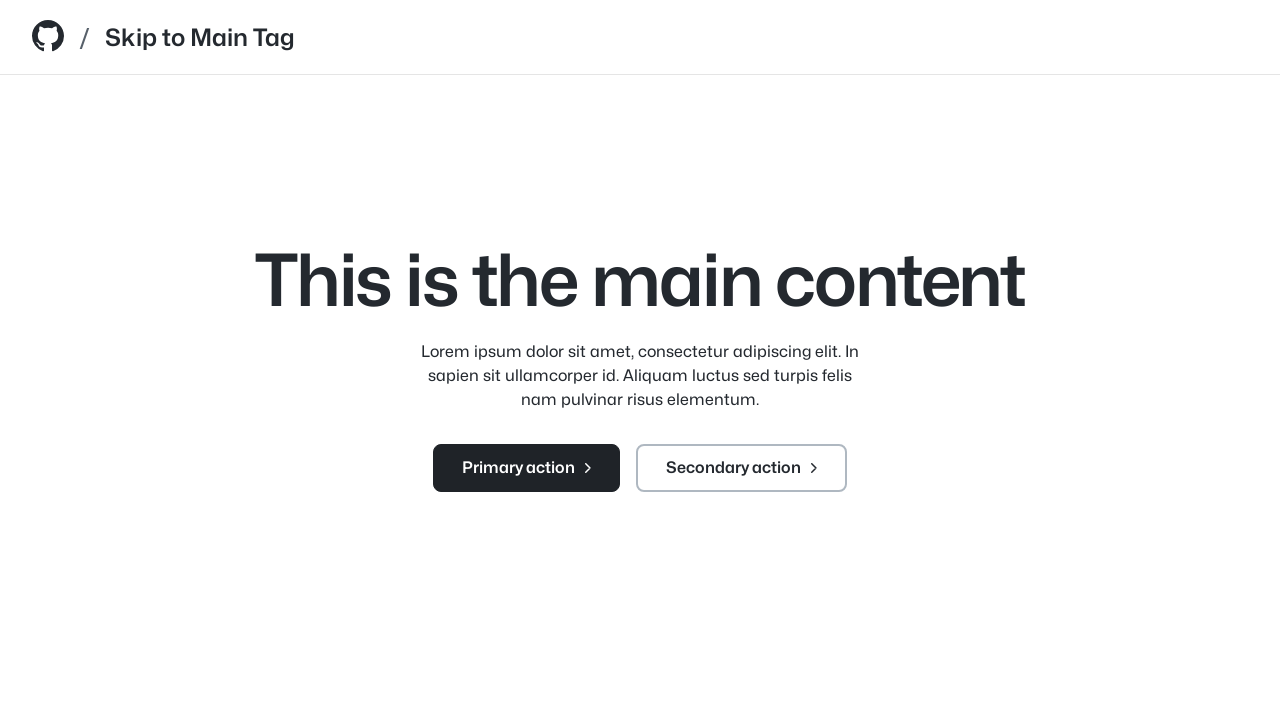 / Skip to Main Tag
This is the main content
Lorem ipsum dolor sit amet, consectetur adipiscing elit. In
sapien sit ullamcorper id. Aliquam luctus sed turpis felis
nam pulvinar risus elementum.
Primary action
Secondary action